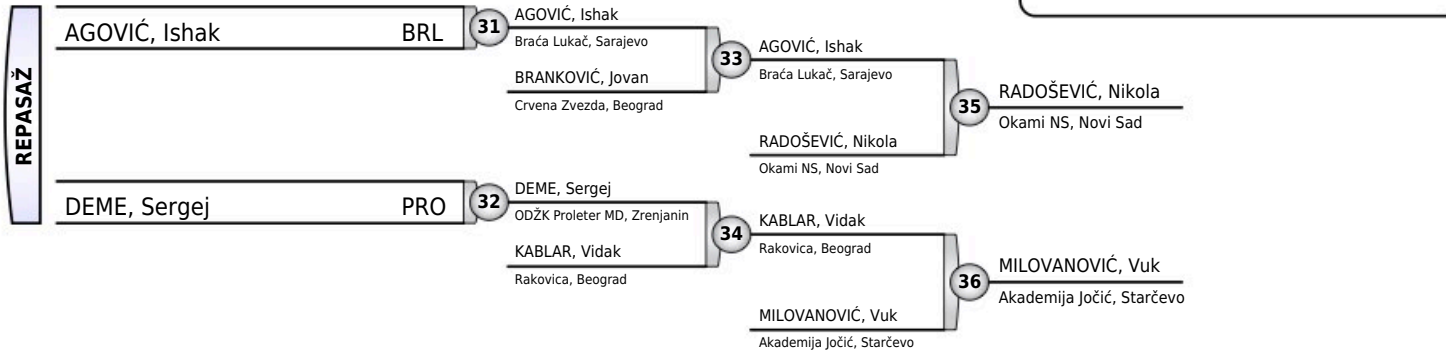 REPASAŽ
AGOVIĆ, Ishak BRL
31
AGOVIĆ, Ishak
Braća Lukač, Sarajevo
BRANKOVIĆ, Jovan
Crvena Zvezda, Beograd
33
AGOVIĆ, Ishak
Braća Lukač, Sarajevo
RADOŠEVIĆ, Nikola
Okami NS, Novi Sad
35
RADOŠEVIĆ, Nikola
Okami NS, Novi Sad
DEME, Sergej PRO
32
DEME, Sergej
ODŽK Proleter MD, Zrenjanin
KABLAR, Vidak
Rakovica, Beograd
34
KABLAR, Vidak
Rakovica, Beograd
MILOVANOVIĆ, Vuk
Akademija Jočić, Starčevo
36
MILOVANOVIĆ, Vuk
Akademija Jočić, Starčevo